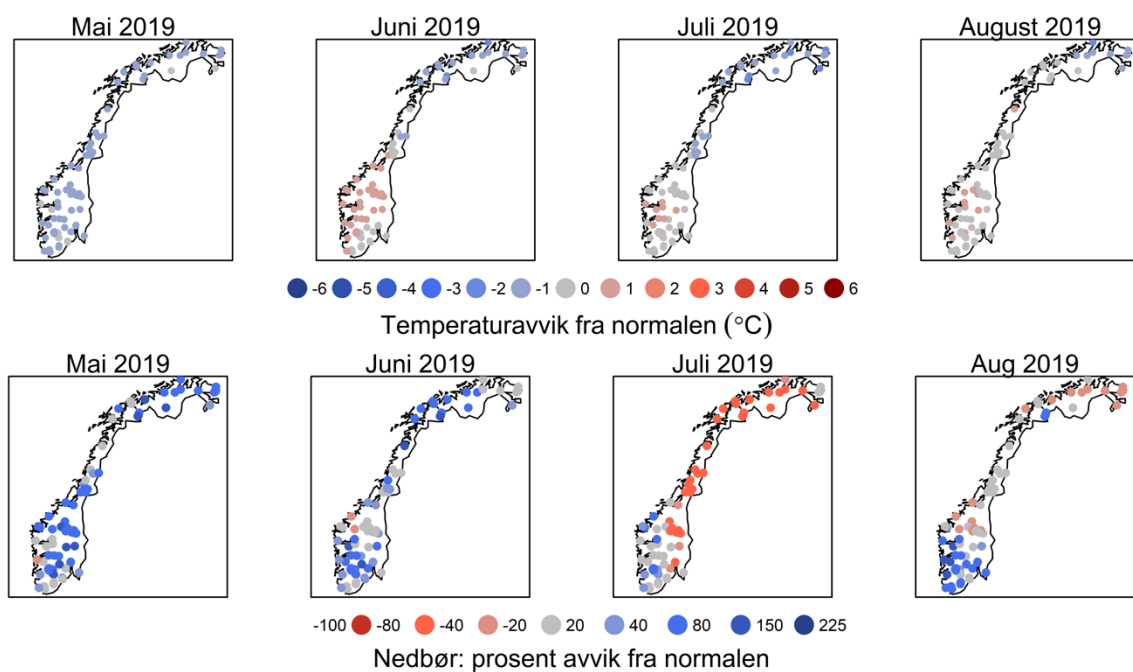 Mai 2019 Juni 2019 Juli 2019 August 2019
-6 -5 -4 -3 -2 -1 0 1 2 3 4 5 6
Temperaturavvik fra normalen (°C)
Mai 2019 Juni 2019 Juli 2019 Aug 2019
-100 -80 -40 -20 20 40 80 150 225
Nedbør: prosent avvik fra normalen